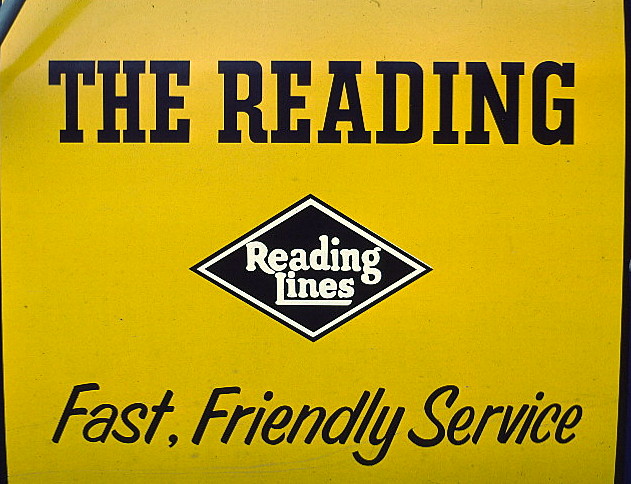 THE READING
Reading
Lines
Fast, Friendly Service